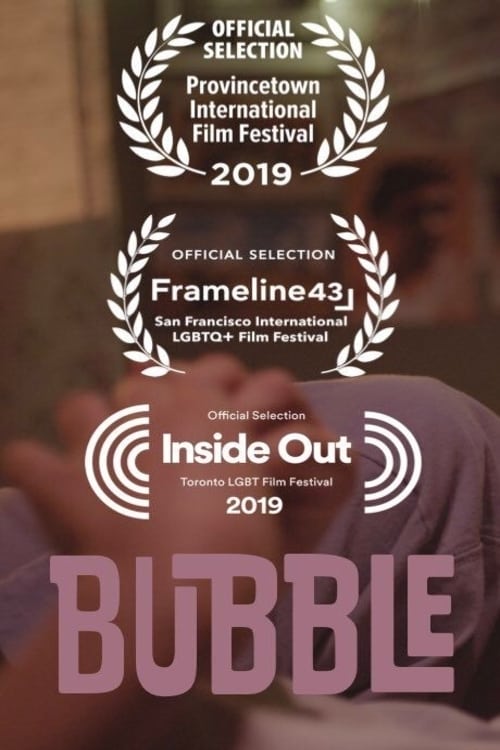 OFFICIAL
SELECTION
Provincetown
International
Film Festival
2019
OFFICIAL SELECTION
Frameline43
San Francisco International
LGBTQ+ Film Festival
Official Selection
Inside Out
Toronto LGBT Film Festival
2019
BUBBLE